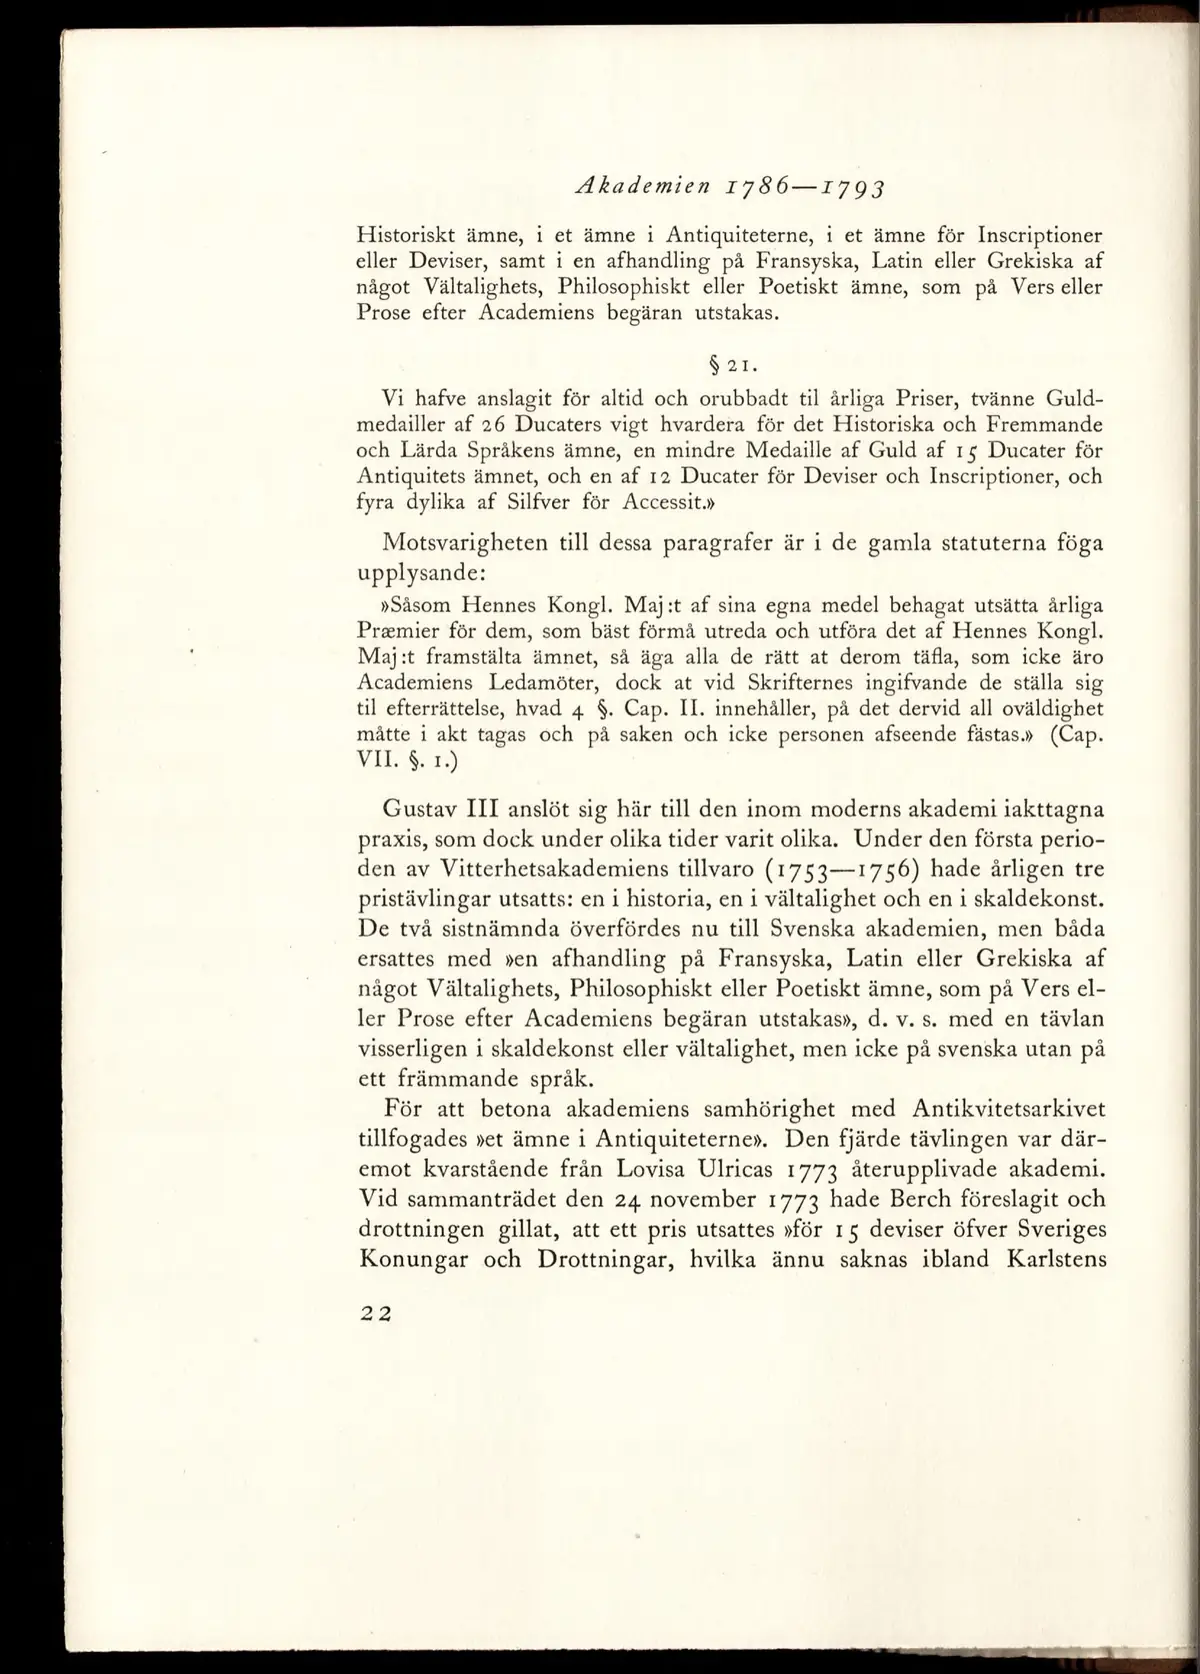 Akademien 1786—1793
Historiskt ämne, i et ämne i Antiquiteterne, i et ämne för Inscriptioner
eller Deviser, samt i en afhandling på Fransyska, Latin eller Grekiska af
något Vältalighets, Philosophiskt eller Poetiskt ämne, som på Vers eller
Prose efter Academiens begäran utstakas.
§ 21.
Vi hafve anslagit för altid och orubbadt til årliga Priser, tvänne Guld-
medailler af 26 Ducaters vigt hvardera för det Historiska och Fremmande
och Lärda Språkens ämne, en mindre Medaille af Guld af 15 Ducater för
Antiquitets ämnet, och en af 12 Ducater för Deviser och Inscriptioner, och
fyra dylika af Silfver för Accessit.»
Motsvarigheten till dessa paragrafer är i de gamla statuterna föga
upplysande:
»Såsom Hennes Kongl. Maj:t af sina egna medel behagat utsätta årliga
Præmier för dem, som bäst förmå utreda och utföra det af Hennes Kongl.
Maj:t framstälta ämnet, så äga alla de rätt at derom täfla, som icke äro
Academiens Ledamöter, dock at vid Skrifternes ingifvande de ställa sig
til efterrättelse, hvad 4 §. Cap. II. innehåller, på det dervid all oväldighet
måtte i akt tagas och på saken och icke personen afseende fästas.» (Cap.
VII. §. 1.)
Gustav III anslöt sig här till den inom moderns akademi iakttagna
praxis, som dock under olika tider varit olika. Under den första perio-
den av Vitterhetsakademiens tillvaro (1753—1756) hade årligen tre
pristävlingar utsatts: en i historia, en i vältalighet och en i skaldekonst.
De två sistnämnda överfördes nu till Svenska akademien, men båda
ersattes med »en afhandling på Fransyska, Latin eller Grekiska af
något Vältalighets, Philosophiskt eller Poetiskt ämne, som på Vers el-
ler Prose efter Academiens begäran utstakas», d. v. s. med en tävlan
visserligen i skaldekonst eller vältalighet, men icke på svenska utan på
ett främmande språk.
För att betona akademiens samhörighet med Antikvitetsarkivet
tillfogades »et ämne i Antiquiteterne». Den fjärde tävlingen var där-
emot kvarstående från Lovisa Ulricas 1773 återupplivade akademi.
Vid sammanträdet den 24 november 1773 hade Berch föreslagit och
drottningen gillat, att ett pris utsattes »för 15 deviser öfver Sveriges
Konungar och Drottningar, hvilka ännu saknas ibland Karlstens
22